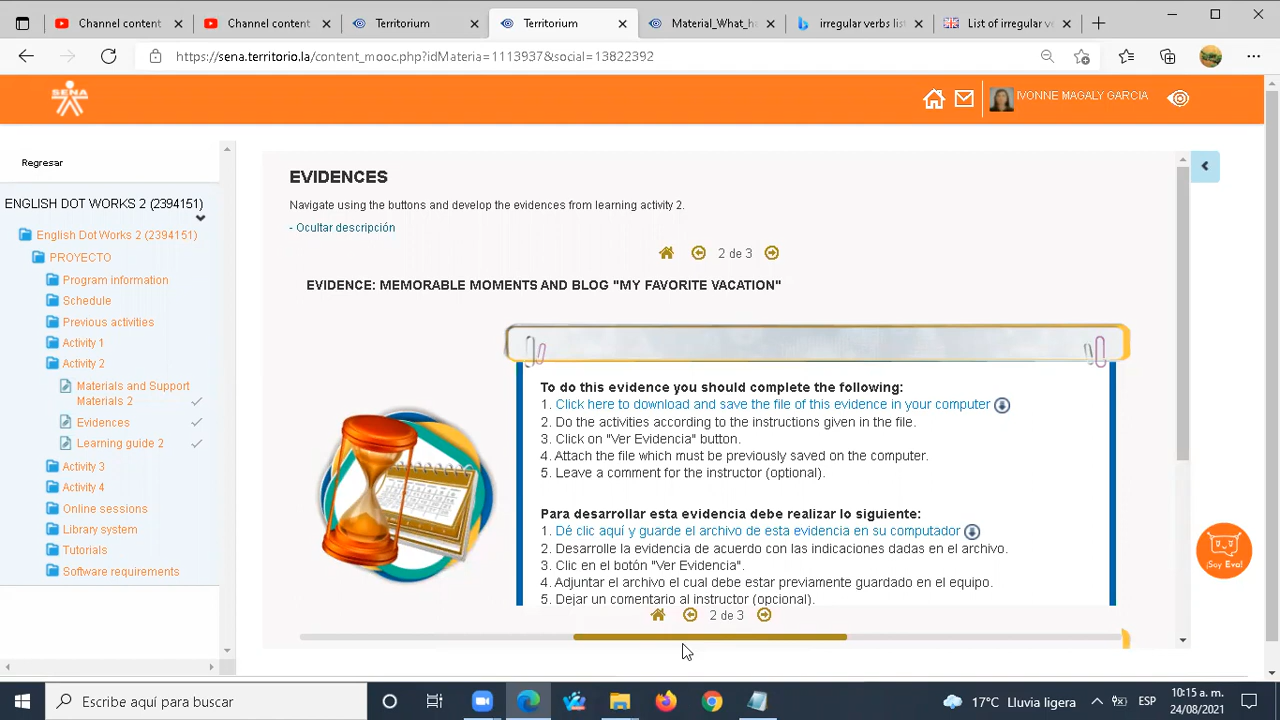 Channel content
Channel content
Territorium
Territorium
Material_What_h
irregular verbs list
List of irregular ve
https://sena.territorio.la/content_mooc.php?idMateria=1113937&social=13822392
SENA
IVONNE MAGALY GARCIA
Regresar
ENGLISH DOT WORKS 2 (2394151)
English Dot Works 2 (2394151)
PROYECTO
Program information
Schedule
Previous activities
Activity 1
Activity 2
Materials and Support
Materials 2
Evidences
Learning guide 2
Activity 3
Activity 4
Online sessions
Library system
Tutorials
Software requirements
EVIDENCES
Navigate using the buttons and develop the evidences from learning activity 2.
- Ocultar descripción
2 de 3
EVIDENCE: MEMORABLE MOMENTS AND BLOG "MY FAVORITE VACATION"
To do this evidence you should complete the following:
1. Click here to download and save the file of this evidence in your computer
2. Do the activities according to the instructions given in the file.
3. Click on "Ver Evidencia" button.
4. Attach the file which must be previously saved on the computer.
5. Leave a comment for the instructor (optional).
Para desarrollar esta evidencia debe realizar lo siguiente:
1. Dé clic aquí y guarde el archivo de esta evidencia en su computador
2. Desarrolle la evidencia de acuerdo con las indicaciones dadas en el archivo.
3. Clic en el botón "Ver Evidencia".
4. Adjuntar el archivo el cual debe estar previamente guardado en el equipo.
5. Dejar un comentario al instructor (opcional).
2 de 3
¡Soy Eva!
Escribe aquí para buscar
17°C Lluvia ligera
ESP
10:15 a. m.
24/08/2021